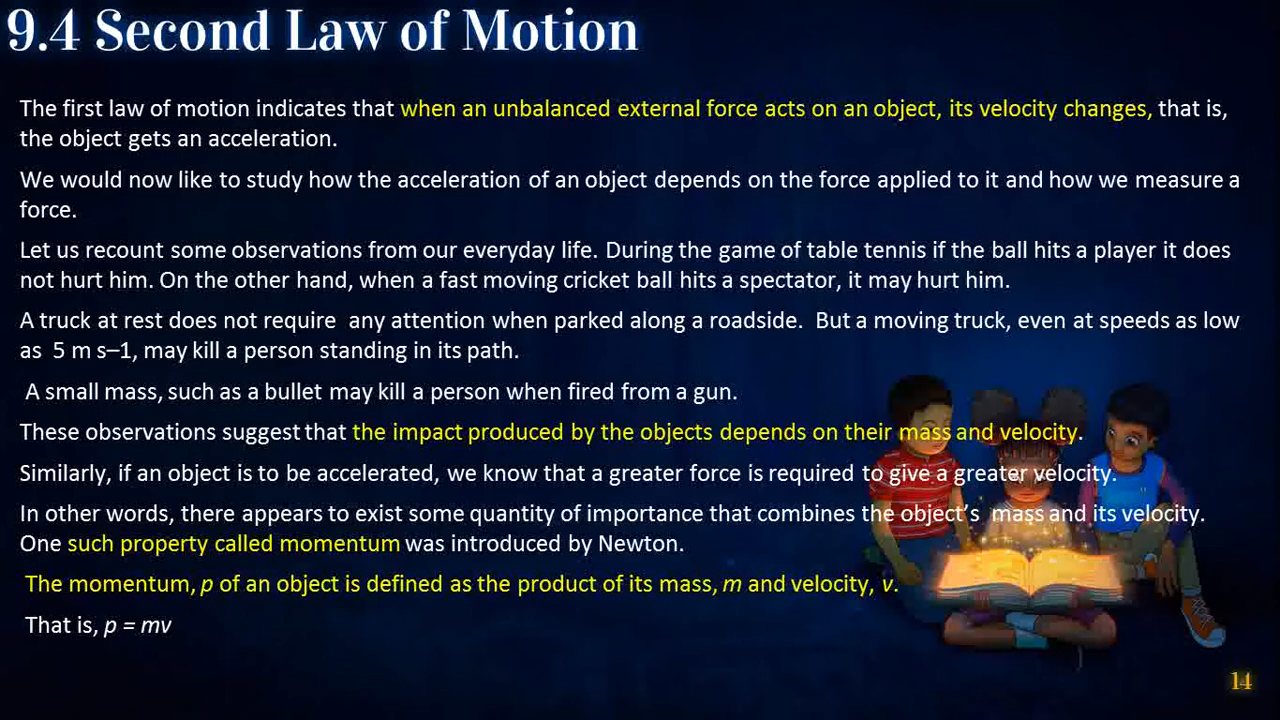 9.4 Second Law of Motion
The first law of motion indicates that when an unbalanced external force acts on an object, its velocity changes, that is,
the object gets an acceleration.
We would now like to study how the acceleration of an object depends on the force applied to it and how we measure a
force.
Let us recount some observations from our everyday life. During the game of table tennis if the ball hits a player it does
not hurt him. On the other hand, when a fast moving cricket ball hits a spectator, it may hurt him.
A truck at rest does not require any attention when parked along a roadside. But a moving truck, even at speeds as low
as 5 m s–1, may kill a person standing in its path.
A small mass, such as a bullet may kill a person when fired from a gun.
These observations suggest that the impact produced by the objects depends on their mass and velocity.
Similarly, if an object is to be accelerated, we know that a greater force is required to give a greater velocity.
In other words, there appears to exist some quantity of importance that combines the object’s mass and its velocity.
One such property called momentum was introduced by Newton.
The momentum, p of an object is defined as the product of its mass, m and velocity, v.
That is, p = mv
14